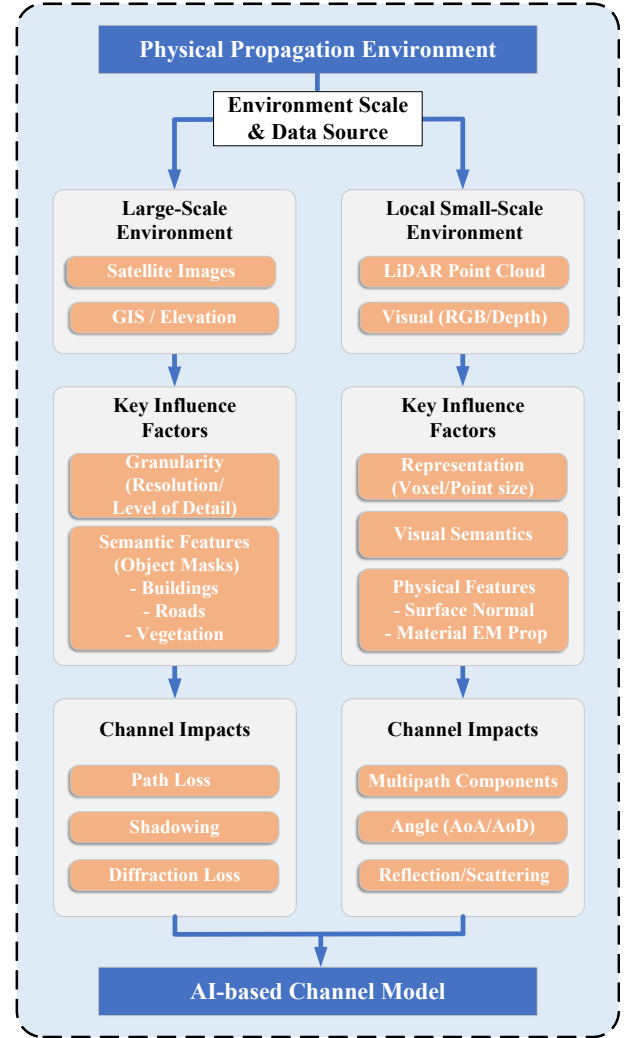 Physical Propagation Environment
Environment Scale
& Data Source
Large-Scale
Environment
Satellite Images
GIS / Elevation
Key Influence
Factors
Granularity
(Resolution/
Level of Detail)
Semantic Features
(Object Masks)
- Buildings
- Roads
- Vegetation
Channel Impacts
Path Loss
Shadowing
Diffraction Loss
Local Small-Scale
Environment
LiDAR Point Cloud
Visual (RGB/Depth)
Key Influence
Factors
Representation
(Voxel/Point size)
Visual Semantics
Physical Features
- Surface Normal
- Material EM Prop
Channel Impacts
Multipath Components
Angle (AoA/AoD)
Reflection/Scattering
AI-based Channel Model